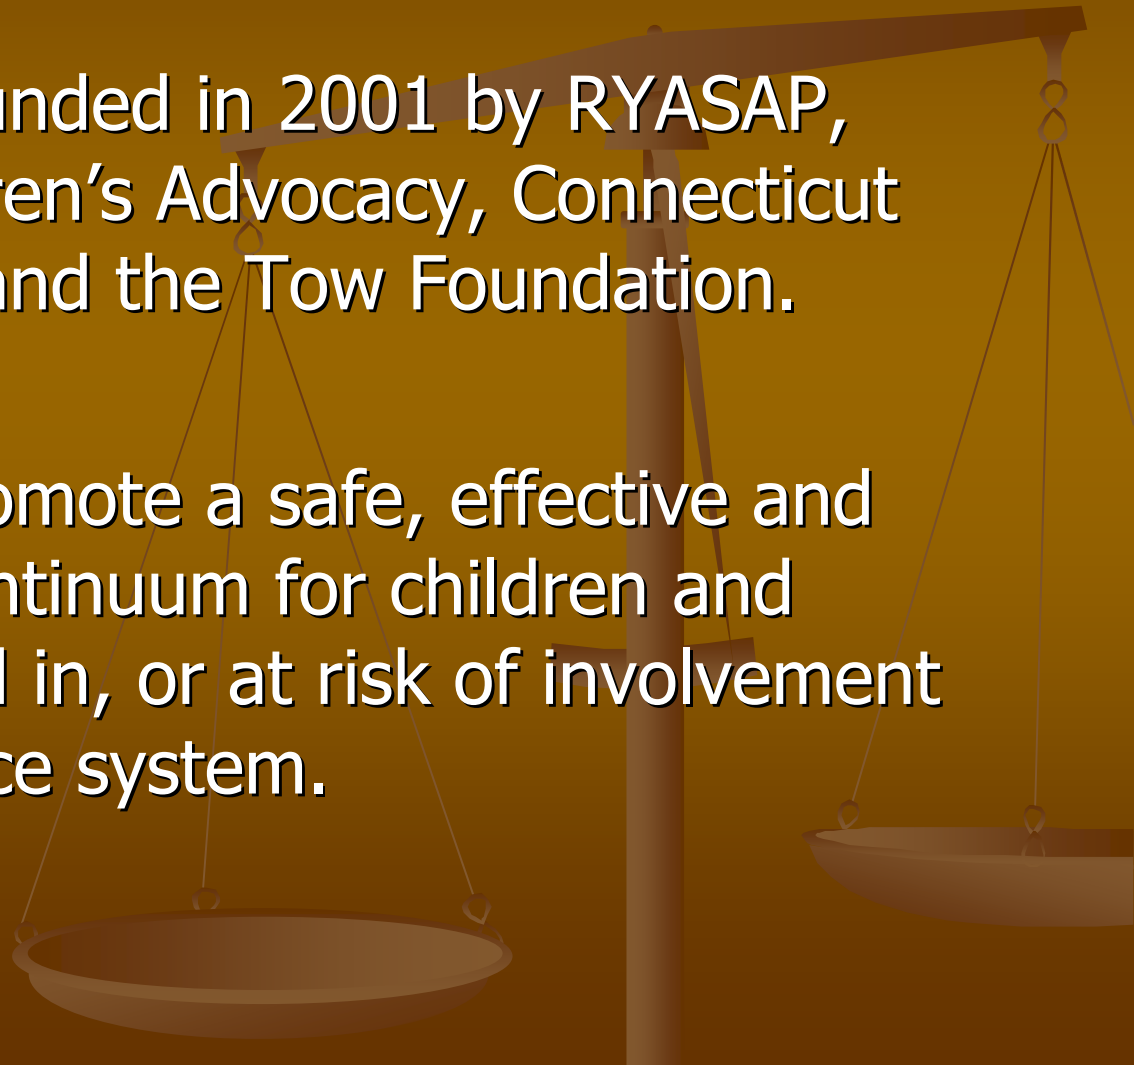 unded in 2001 by RYASAP,
ren’s Advocacy, Connecticut
and the Tow Foundation.
omote a safe, effective and
ntinuum for children and
d in, or at risk of involvement
ce system.